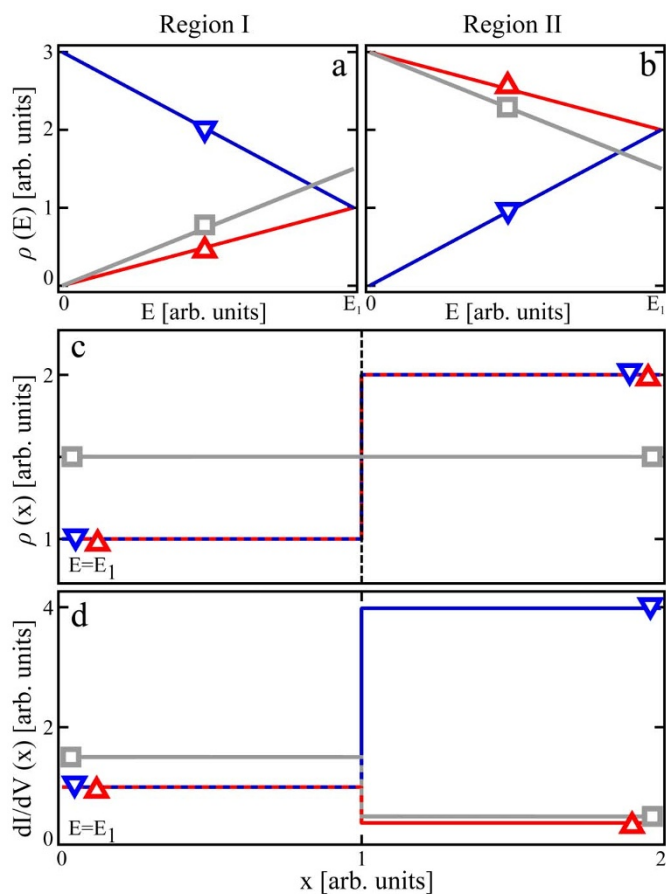 Region I Region II
a b
3
2
1
0
ρ (E) [arb. units]
0 E₁ 0 E₁
E [arb. units] E [arb. units]
c
2
1
ρ (x) [arb. units]
E=E₁
d
4
2
0
dI/dV (x) [arb. units]
E=E₁
0 1 2
x [arb. units]